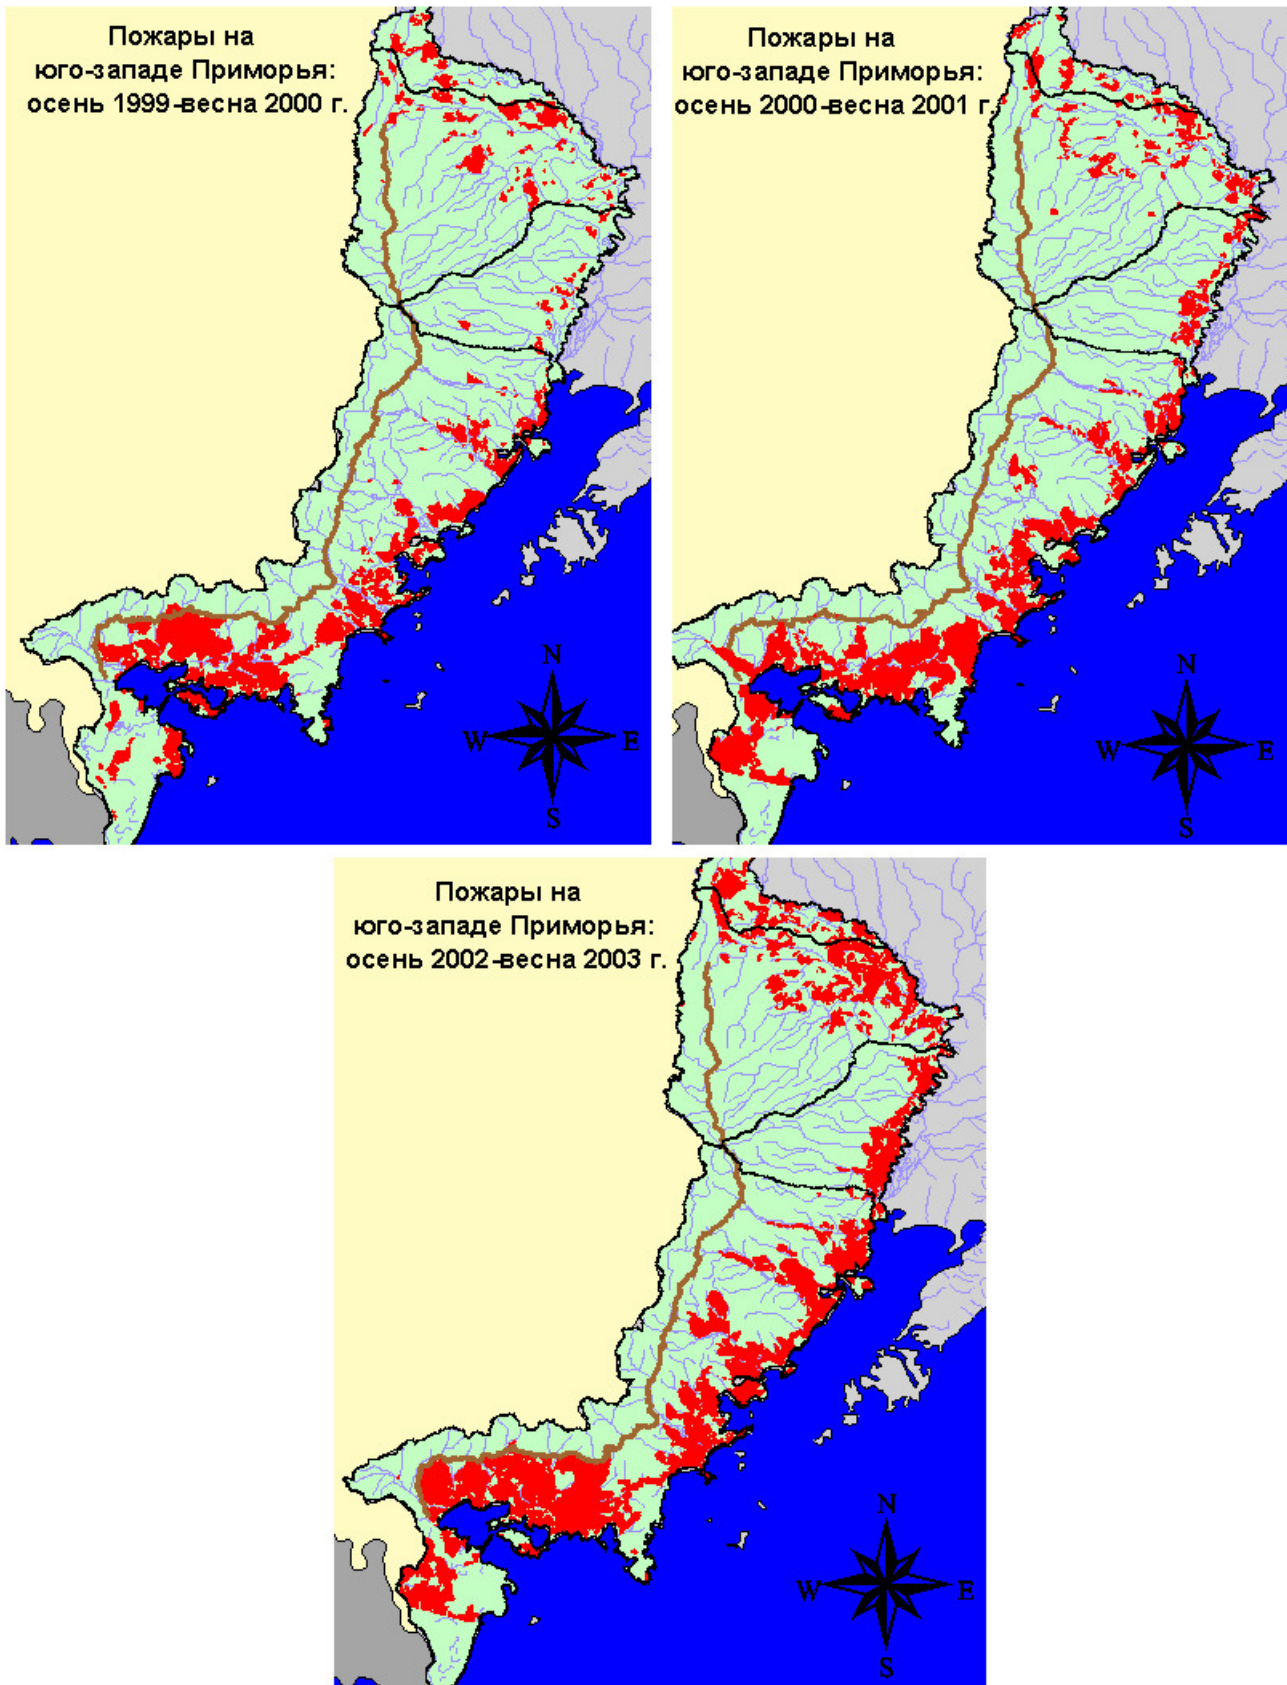 Пожары на
юго-западе Приморья:
осень 1999-весна 2000 г.
N
W
E
S
Пожары на
юго-западе Приморья:
осень 2000-весна 2001 г.
N
W
E
S
Пожары на
юго-западе Приморья:
осень 2002-весна 2003 г.
N
W
E
S